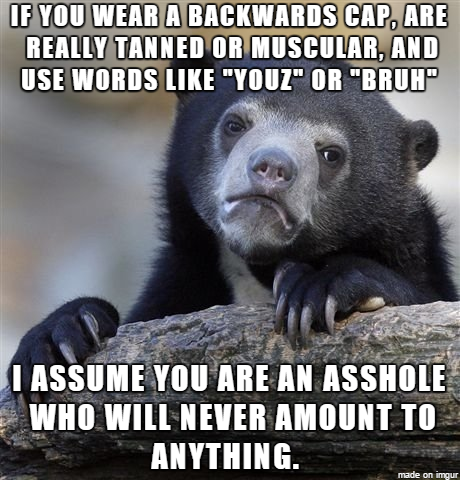 IF YOU WEAR A BACKWARDS CAP, ARE
REALLY TANNED OR MUSCULAR, AND
USE WORDS LIKE "YOUZ" OR "BRUH"
I ASSUME YOU ARE AN ASSHOLE
WHO WILL NEVER AMOUNT TO
ANYTHING.
made on imgur